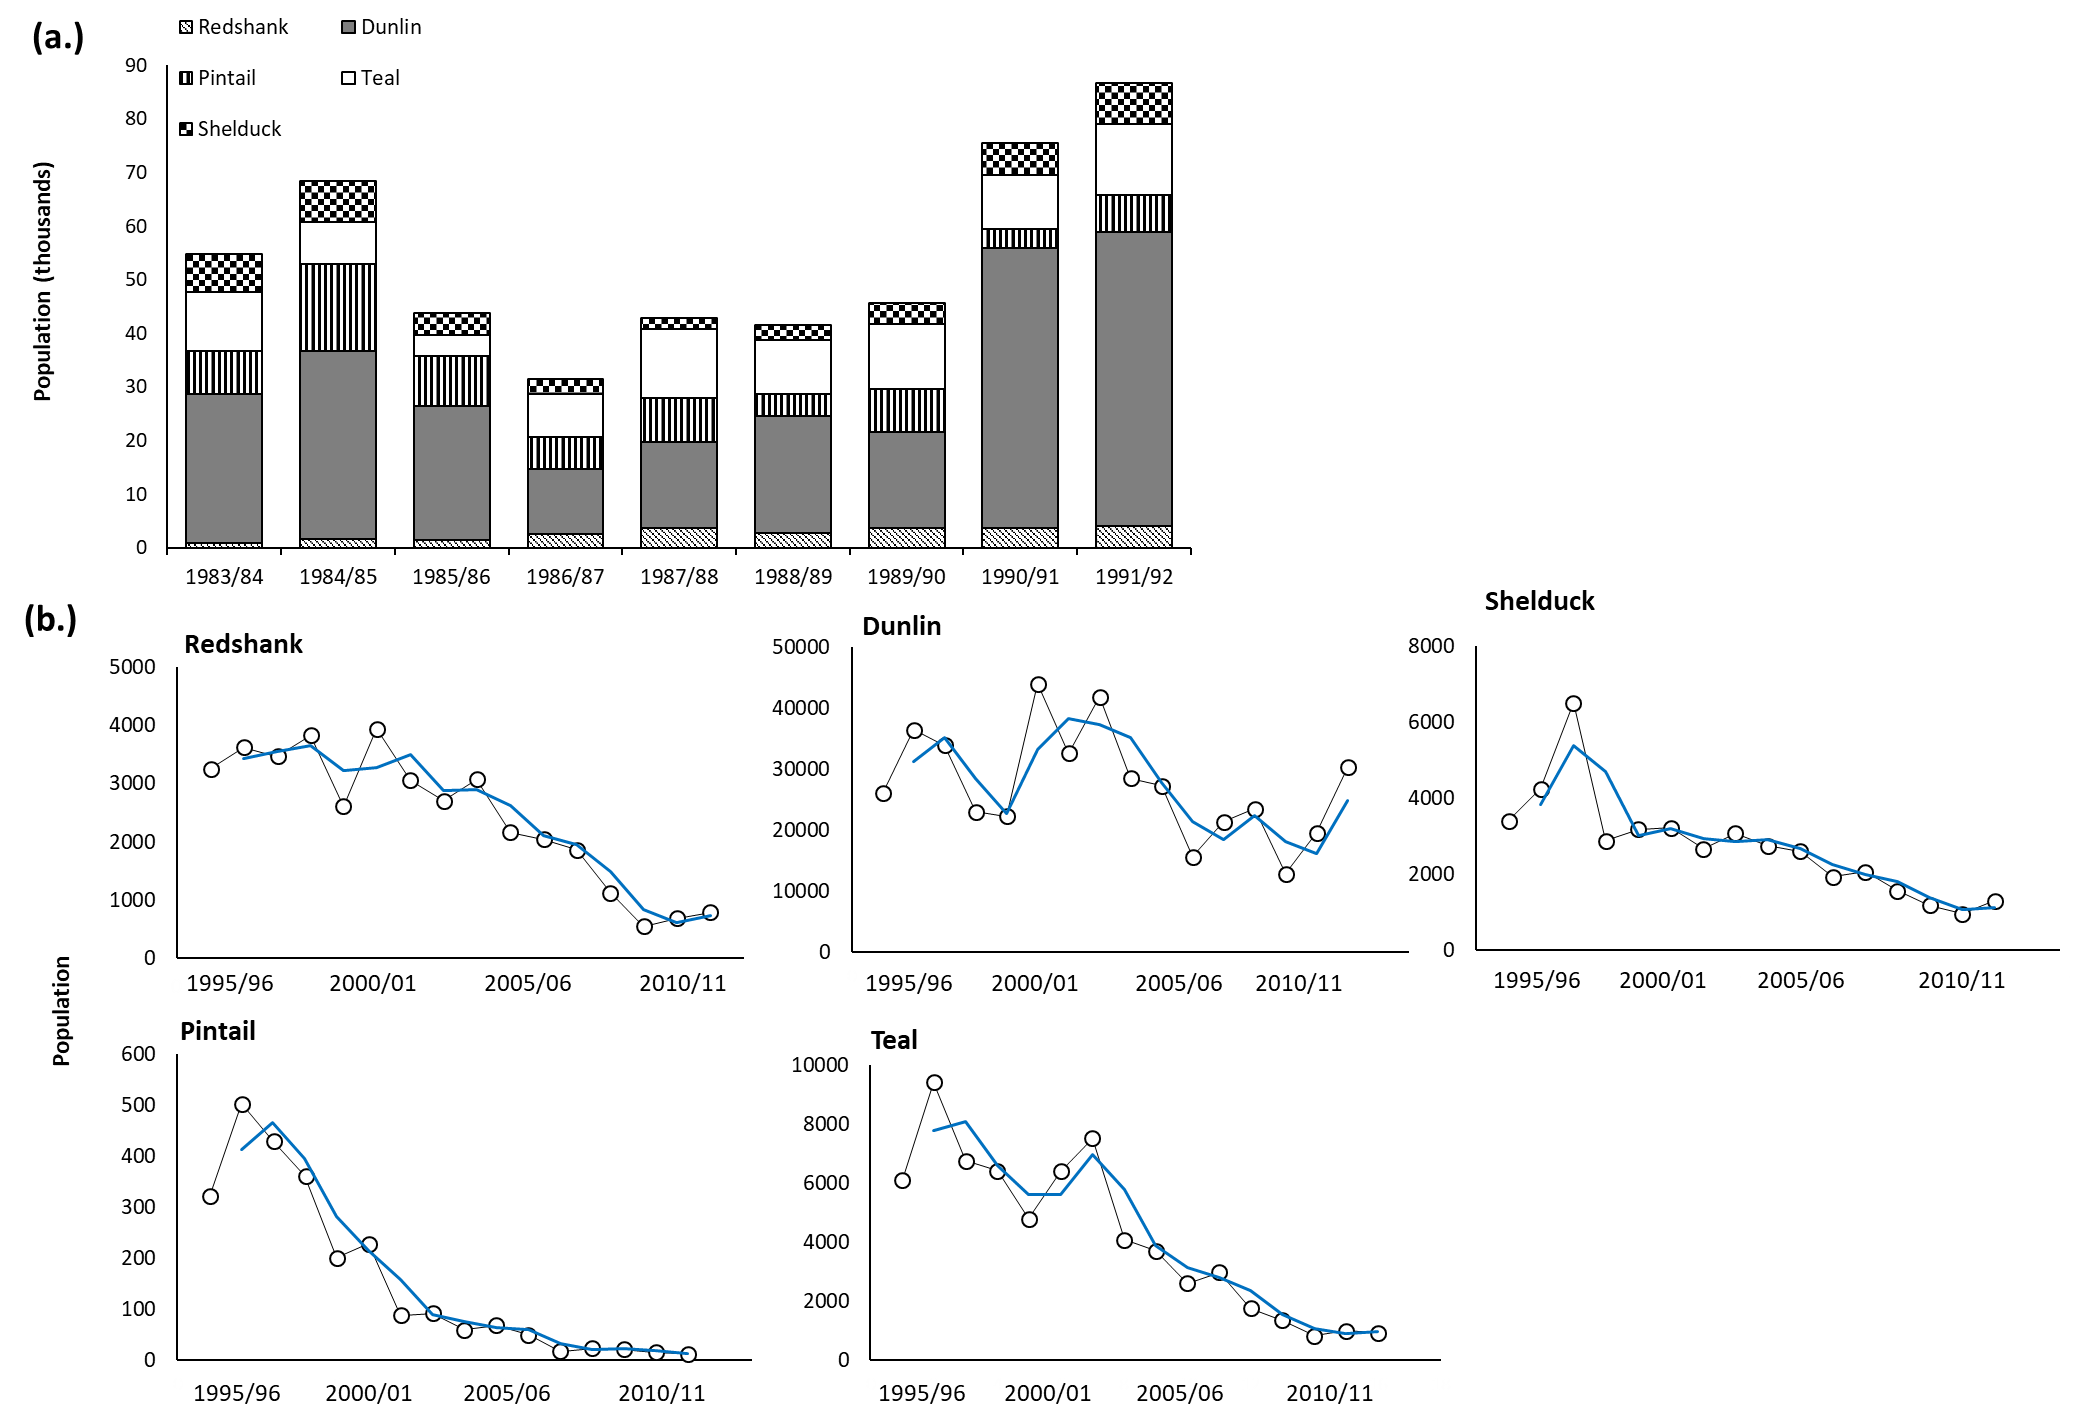 (a.)
Redshank Dunlin
Pintail Teal
Shelduck
Population (thousands)
90
80
70
60
50
40
30
20
10
0
1983/84 1984/85 1985/86 1986/87 1987/88 1988/89 1989/90 1990/91 1991/92
(b.)
Population
Redshank
5000
4000
3000
2000
1000
0
1995/96 2000/01 2005/06 2010/11
Dunlin
50000
40000
30000
20000
10000
0
1995/96 2000/01 2005/06 2010/11
Shelduck
8000
6000
4000
2000
0
1995/96 2000/01 2005/06 2010/11
Pintail
600
500
400
300
200
100
0
1995/96 2000/01 2005/06 2010/11
Teal
10000
8000
6000
4000
2000
0
1995/96 2000/01 2005/06 2010/11